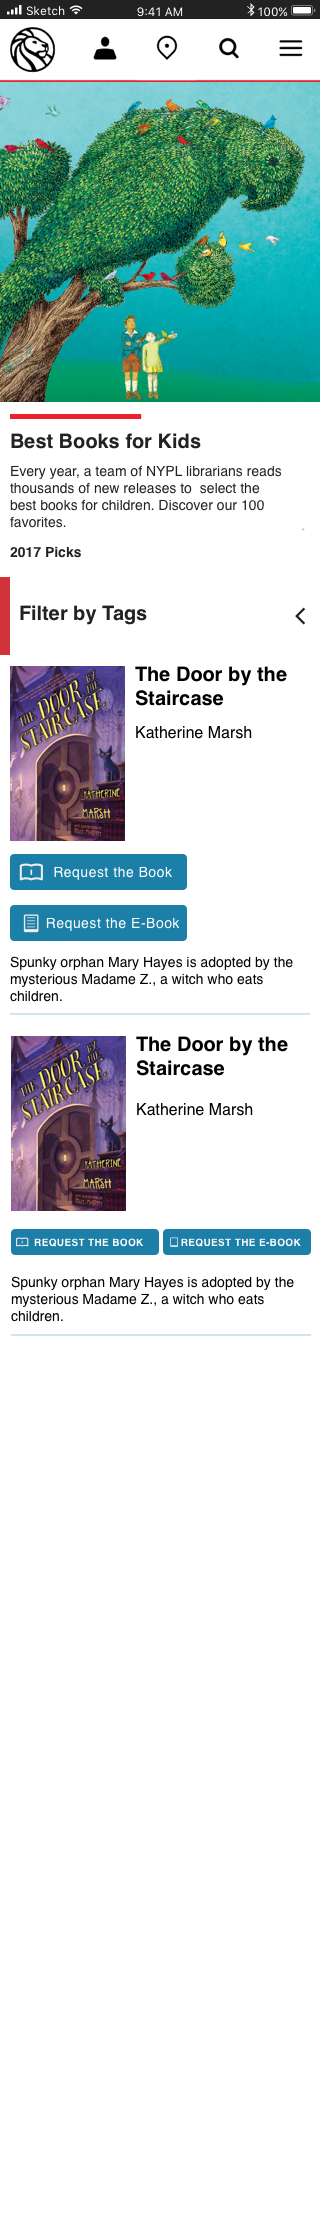 Sketch 9:41 AM 100%
Best Books for Kids
Every year, a team of NYPL librarians reads
thousands of new releases to  select the
best books for children. Discover our 100
favorites.
2017 Picks
Filter by Tags
THE DOOR BY THE STAIRCASE
KATHERINE
MARSH
The Door by the
Staircase
Katherine Marsh
Request the Book
Request the E-Book
Spunky orphan Mary Hayes is adopted by the
mysterious Madame Z., a witch who eats
children.
THE DOOR BY THE STAIRCASE
KATHERINE
MARSH
The Door by the
Staircase
Katherine Marsh
REQUEST THE BOOK
REQUEST THE E-BOOK
Spunky orphan Mary Hayes is adopted by the
mysterious Madame Z., a witch who eats
children.